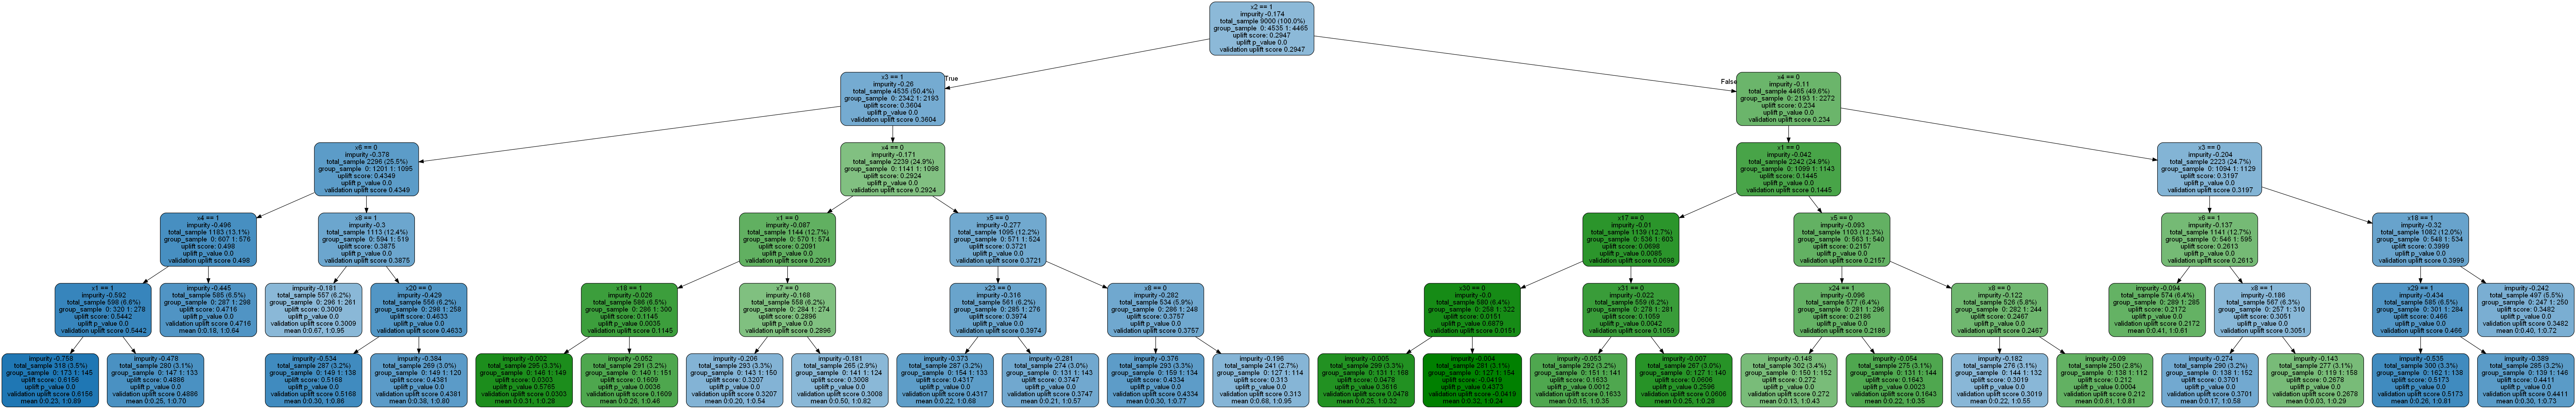 x2 == 1
impurity -0.174
total_sample 9000 (100.0%)
group_sample 0: 4535 1: 4465
uplift score: 0.2947
uplift p_value 0.0
validation uplift score 0.2947
True
False
x3 == 1
impurity -0.26
total_sample 4535 (50.4%)
group_sample 0: 2342 1: 2193
uplift score: 0.3604
uplift p_value 0.0
validation uplift score 0.3604
x4 == 0
impurity -0.11
total_sample 4465 (49.6%)
group_sample 0: 2193 1: 2272
uplift score: 0.234
uplift p_value 0.0
validation uplift score 0.234
x6 == 0
impurity -0.378
total_sample 2296 (25.5%)
group_sample 0: 1201 1: 1095
uplift score: 0.4349
uplift p_value 0.0
validation uplift score 0.4349
x4 == 0
impurity -0.171
total_sample 2239 (24.9%)
group_sample 0: 1141 1: 1098
uplift score: 0.2924
uplift p_value 0.0
validation uplift score 0.2924
x1 == 0
impurity -0.042
total_sample 2242 (24.9%)
group_sample 0: 1099 1: 1143
uplift score: 0.1445
uplift p_value 0.0
validation uplift score 0.1445
x3 == 0
impurity -0.204
total_sample 2223 (24.7%)
group_sample 0: 1094 1: 1129
uplift score: 0.3197
uplift p_value 0.0
validation uplift score 0.3197
x4 == 1
impurity -0.496
total_sample 1183 (13.1%)
group_sample 0: 607 1: 576
uplift score: 0.498
uplift p_value 0.0
validation uplift score 0.498
x8 == 1
impurity -0.3
total_sample 1113 (12.4%)
group_sample 0: 594 1: 519
uplift score: 0.3875
uplift p_value 0.0
validation uplift score 0.3875
x1 == 0
impurity -0.087
total_sample 1144 (12.7%)
group_sample 0: 570 1: 574
uplift score: 0.2091
uplift p_value 0.0
validation uplift score 0.2091
x5 == 0
impurity -0.277
total_sample 1095 (12.2%)
group_sample 0: 571 1: 524
uplift score: 0.3721
uplift p_value 0.0
validation uplift score 0.3721
x17 == 0
impurity -0.01
total_sample 1139 (12.7%)
group_sample 0: 536 1: 603
uplift score: 0.0698
uplift p_value 0.0085
validation uplift score 0.0698
x5 == 0
impurity -0.093
total_sample 1103 (12.3%)
group_sample 0: 563 1: 540
uplift score: 0.2157
uplift p_value 0.0
validation uplift score 0.2157
x6 == 1
impurity -0.137
total_sample 1141 (12.7%)
group_sample 0: 546 1: 595
uplift score: 0.2613
uplift p_value 0.0
validation uplift score 0.2613
x18 == 1
impurity -0.32
total_sample 1082 (12.0%)
group_sample 0: 548 1: 534
uplift score: 0.3999
uplift p_value 0.0
validation uplift score 0.3999
x1 == 1
impurity -0.592
total_sample 598 (6.6%)
group_sample 0: 320 1: 278
uplift score: 0.5442
uplift p_value 0.0
validation uplift score 0.5442
impurity -0.445
total_sample 585 (6.5%)
group_sample 0: 287 1: 298
uplift score: 0.4716
uplift p_value 0.0
validation uplift score 0.4716
mean 0:0.18, 1:0.64
impurity -0.181
total_sample 557 (6.2%)
group_sample 0: 296 1: 261
uplift score: 0.3009
uplift p_value 0.0
validation uplift score 0.3009
mean 0:0.67, 1:0.95
x20 == 0
impurity -0.429
total_sample 556 (6.2%)
group_sample 0: 298 1: 258
uplift score: 0.4633
uplift p_value 0.0
validation uplift score 0.4633
x18 == 1
impurity -0.026
total_sample 586 (6.5%)
group_sample 0: 286 1: 300
uplift score: 0.1145
uplift p_value 0.0035
validation uplift score 0.1145
x7 == 0
impurity -0.168
total_sample 558 (6.2%)
group_sample 0: 284 1: 274
uplift score: 0.2896
uplift p_value 0.0
validation uplift score 0.2896
x23 == 0
impurity -0.316
total_sample 561 (6.2%)
group_sample 0: 285 1: 276
uplift score: 0.3974
uplift p_value 0.0
validation uplift score 0.3974
x8 == 0
impurity -0.282
total_sample 534 (5.9%)
group_sample 0: 286 1: 248
uplift score: 0.3757
uplift p_value 0.0
validation uplift score 0.3757
x30 == 0
impurity -0.0
total_sample 580 (6.4%)
group_sample 0: 258 1: 322
uplift score: 0.0151
uplift p_value 0.6879
validation uplift score 0.0151
x31 == 0
impurity -0.022
total_sample 559 (6.2%)
group_sample 0: 278 1: 281
uplift score: 0.1059
uplift p_value 0.0042
validation uplift score 0.1059
x24 == 1
impurity -0.096
total_sample 577 (6.4%)
group_sample 0: 281 1: 296
uplift score: 0.2186
uplift p_value 0.0
validation uplift score 0.2186
x6 == 0
impurity -0.122
total_sample 526 (5.8%)
group_sample 0: 282 1: 244
uplift score: 0.2467
uplift p_value 0.0
validation uplift score 0.2467
impurity -0.094
total_sample 574 (6.4%)
group_sample 0: 289 1: 285
uplift score: 0.2172
uplift p_value 0.0
validation uplift score 0.2172
mean 0:0.41, 1:0.61
x8 == 1
impurity -0.186
total_sample 567 (6.3%)
group_sample 0: 257 1: 310
uplift score: 0.3051
uplift p_value 0.0
validation uplift score 0.3051
x29 == 1
impurity -0.434
total_sample 585 (6.5%)
group_sample 0: 301 1: 284
uplift score: 0.466
uplift p_value 0.0
validation uplift score 0.466
impurity -0.242
total_sample 497 (5.5%)
group_sample 0: 247 1: 250
uplift score: 0.3482
uplift p_value 0.0
validation uplift score 0.3482
mean 0:0.40, 1:0.72
impurity -0.758
total_sample 318 (3.5%)
group_sample 0: 173 1: 145
uplift score: 0.6156
uplift p_value 0.0
validation uplift score 0.6156
mean 0:0.23, 1:0.89
impurity -0.478
total_sample 280 (3.1%)
group_sample 0: 147 1: 133
uplift score: 0.4886
uplift p_value 0.0
validation uplift score 0.4886
mean 0:0.25, 1:0.70
impurity -0.534
total_sample 287 (3.2%)
group_sample 0: 149 1: 138
uplift score: 0.5168
uplift p_value 0.0
validation uplift score 0.5168
mean 0:0.30, 1:0.86
impurity -0.384
total_sample 269 (3.0%)
group_sample 0: 149 1: 120
uplift score: 0.4381
uplift p_value 0.0
validation uplift score 0.4381
mean 0:0.38, 1:0.80
impurity -0.002
total_sample 295 (3.3%)
group_sample 0: 146 1: 149
uplift score: 0.0303
uplift p_value 0.5765
validation uplift score 0.0303
mean 0:0.31, 1:0.28
impurity -0.052
total_sample 291 (3.2%)
group_sample 0: 140 1: 151
uplift score: 0.1609
uplift p_value 0.0036
validation uplift score 0.1609
mean 0:0.26, 1:0.46
impurity -0.206
total_sample 293 (3.3%)
group_sample 0: 143 1: 150
uplift score: 0.3207
uplift p_value 0.0
validation uplift score 0.3207
mean 0:0.20, 1:0.54
impurity -0.181
total_sample 265 (2.9%)
group_sample 0: 141 1: 124
uplift score: 0.3008
uplift p_value 0.0
validation uplift score 0.3008
mean 0:0.50, 1:0.82
impurity -0.373
total_sample 287 (3.2%)
group_sample 0: 154 1: 133
uplift score: 0.4317
uplift p_value 0.0
validation uplift score 0.4317
mean 0:0.22, 1:0.68
impurity -0.281
total_sample 274 (3.0%)
group_sample 0: 131 1: 143
uplift score: 0.3747
uplift p_value 0.0
validation uplift score 0.3747
mean 0:0.21, 1:0.57
impurity -0.376
total_sample 293 (3.3%)
group_sample 0: 159 1: 134
uplift score: 0.4334
uplift p_value 0.0
validation uplift score 0.4334
mean 0:0.30, 1:0.77
impurity -0.196
total_sample 241 (2.7%)
group_sample 0: 127 1: 114
uplift score: 0.313
uplift p_value 0.0
validation uplift score 0.313
mean 0:0.68, 1:0.95
impurity -0.005
total_sample 299 (3.3%)
group_sample 0: 131 1: 168
uplift score: 0.0478
uplift p_value 0.3616
validation uplift score 0.0478
mean 0:0.25, 1:0.32
impurity -0.004
total_sample 281 (3.1%)
group_sample 0: 127 1: 154
uplift score: -0.0419
uplift p_value 0.4372
validation uplift score -0.0419
mean 0:0.32, 1:0.24
impurity -0.053
total_sample 292 (3.2%)
group_sample 0: 151 1: 141
uplift score: 0.1633
uplift p_value 0.0012
validation uplift score 0.1633
mean 0:0.15, 1:0.35
impurity -0.007
total_sample 267 (3.0%)
group_sample 0: 127 1: 140
uplift score: 0.0606
uplift p_value 0.2596
validation uplift score 0.0606
mean 0:0.25, 1:0.28
impurity -0.148
total_sample 302 (3.4%)
group_sample 0: 150 1: 152
uplift score: 0.272
uplift p_value 0.0
validation uplift score 0.272
mean 0:0.13, 1:0.43
impurity -0.054
total_sample 275 (3.1%)
group_sample 0: 131 1: 144
uplift score: 0.1643
uplift p_value 0.0023
validation uplift score 0.1643
mean 0:0.22, 1:0.35
impurity -0.182
total_sample 276 (3.1%)
group_sample 0: 144 1: 132
uplift score: 0.3019
uplift p_value 0.0
validation uplift score 0.3019
mean 0:0.22, 1:0.55
impurity -0.09
total_sample 250 (2.8%)
group_sample 0: 138 1: 112
uplift score: 0.212
uplift p_value 0.0004
validation uplift score 0.212
mean 0:0.61, 1:0.81
impurity -0.274
total_sample 290 (3.2%)
group_sample 0: 138 1: 152
uplift score: 0.3701
uplift p_value 0.0
validation uplift score 0.3701
mean 0:0.17, 1:0.58
impurity -0.143
total_sample 277 (3.1%)
group_sample 0: 119 1: 158
uplift score: 0.2678
uplift p_value 0.0
validation uplift score 0.2678
mean 0:0.03, 1:0.29
impurity -0.535
total_sample 300 (3.3%)
group_sample 0: 162 1: 138
uplift score: 0.5173
uplift p_value 0.0
validation uplift score 0.5173
mean 0:0.26, 1:0.81
impurity -0.389
total_sample 285 (3.2%)
group_sample 0: 139 1: 146
uplift score: 0.4411
uplift p_value 0.0
validation uplift score 0.4411
mean 0:0.30, 1:0.73